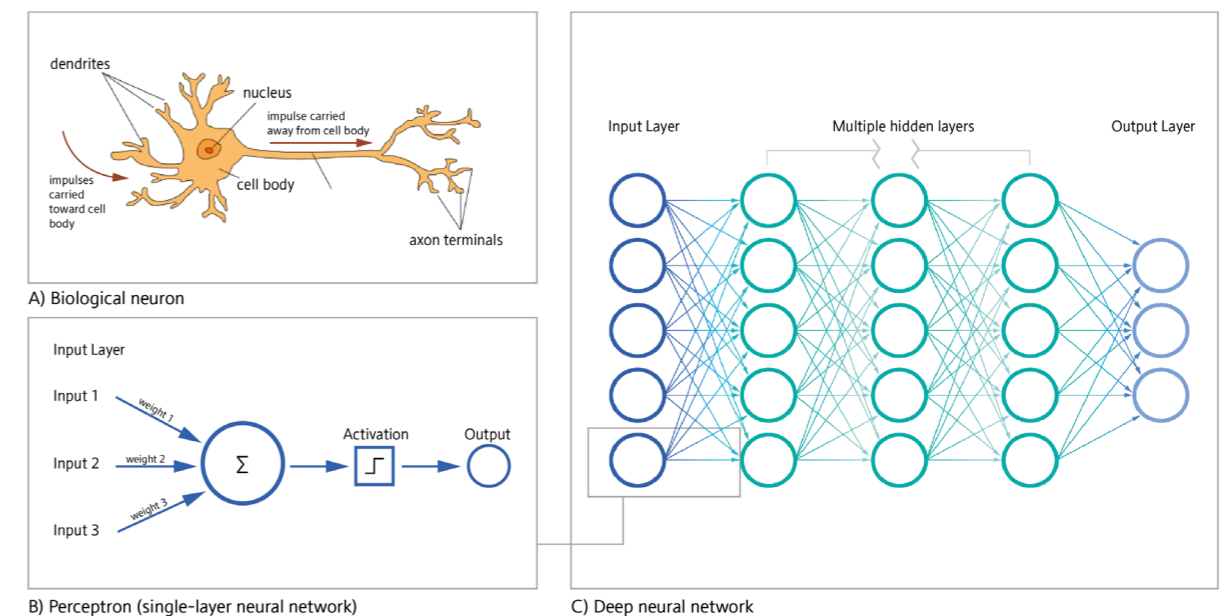 dendrites
nucleus
impulse carried
away from cell body
impulses
carried
toward cell
body
cell body
axon terminals
A) Biological neuron
Input Layer
Input 1
weight 1
Input 2
weight 2
Input 3
weight 3
Σ
Activation
Output
B) Perceptron (single-layer neural network)
Input Layer
Multiple hidden layers
Output Layer
C) Deep neural network